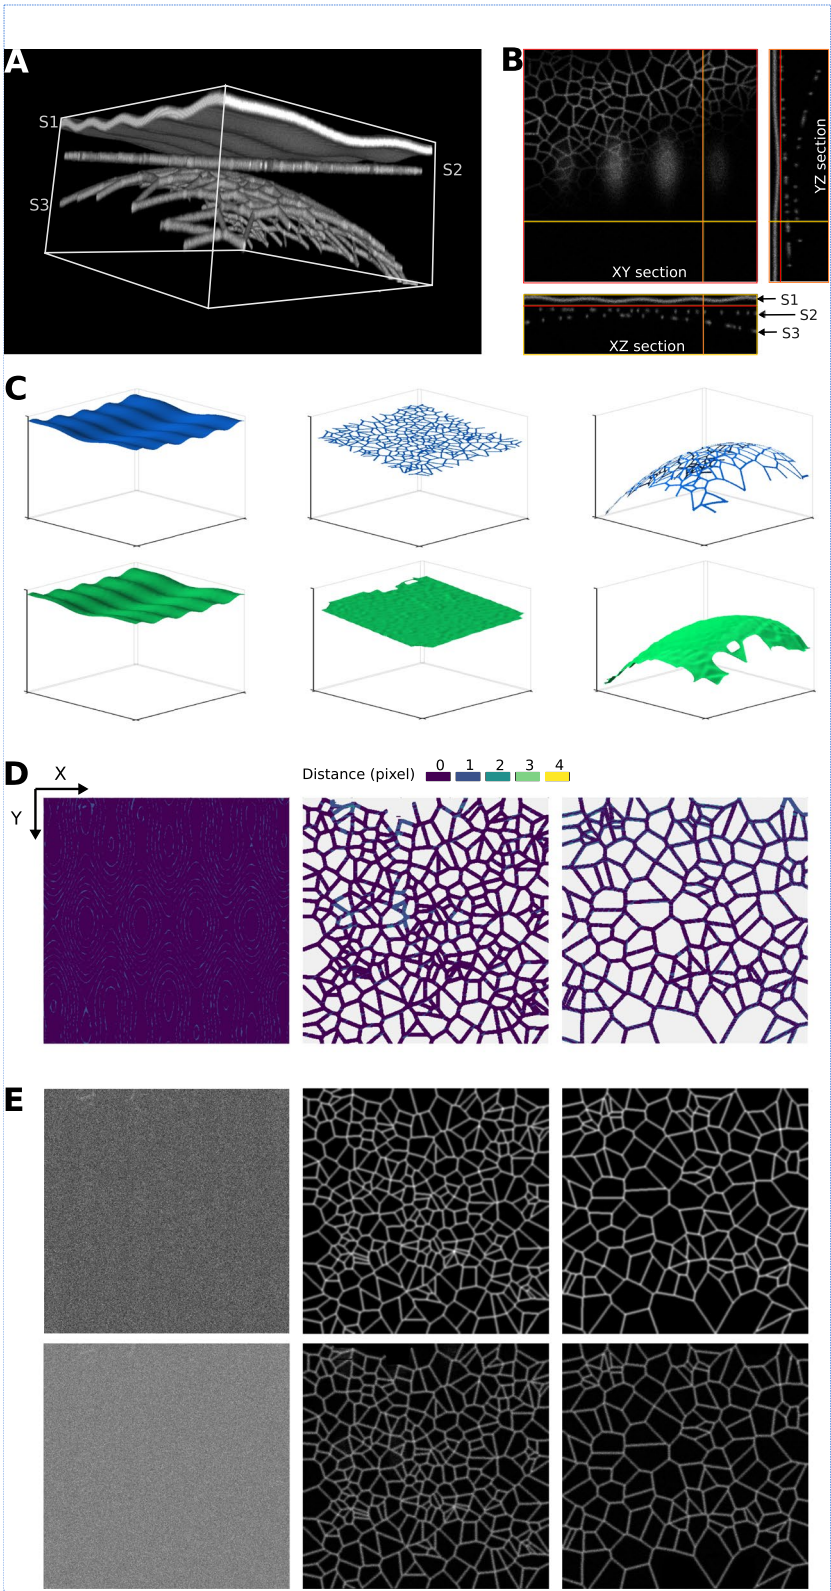 A
S1
S2
S3
B
XY section
YZ section
XZ section
S1
S2
S3
C
D
X
Y
Distance (pixel)
0 1 2 3 4
E